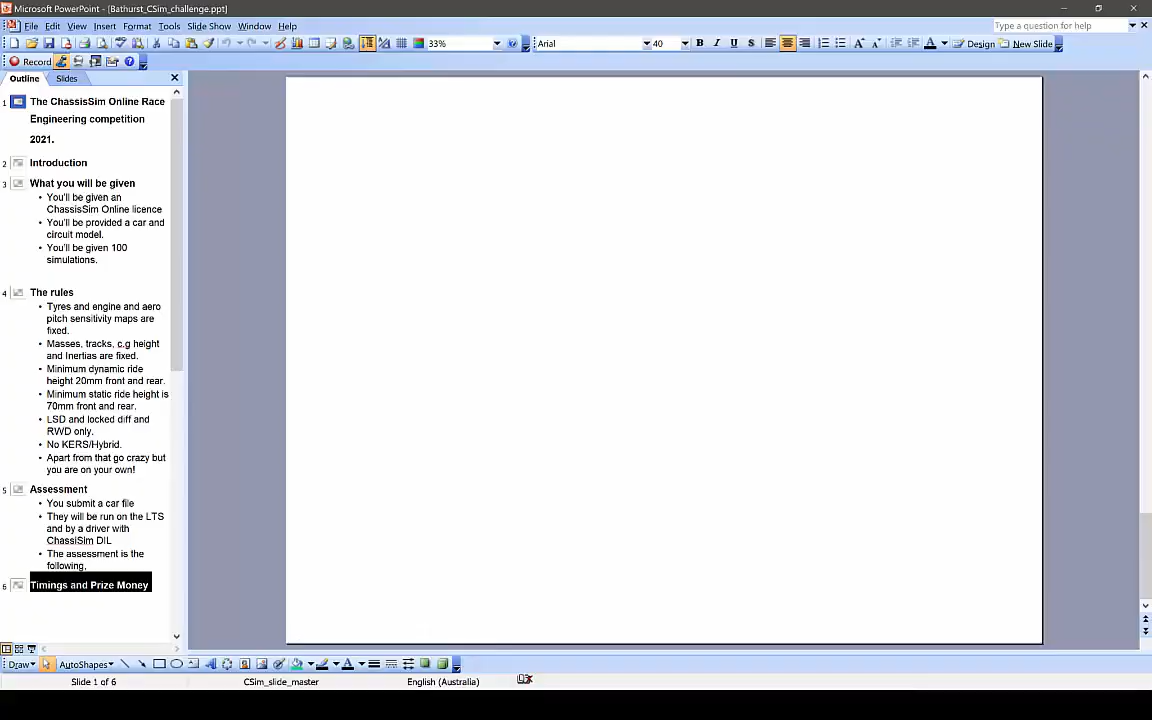 Microsoft PowerPoint - [Bathurst_CSim_challenge.ppt]
File Edit View Insert Format Tools Slide Show Window Help
Type a question for help
33%
Arial
40
B I U S
A
Design
New Slide
Record
Outline
Slides
1 The ChassisSim Online Race
Engineering competition
2021.
2 Introduction
3 What you will be given
• You'll be given an
ChassisSim Online licence
• You'll be provided a car and
circuit model.
• You'll be given 100
simulations.
4 The rules
• Tyres and engine and aero
pitch sensitivity maps are
fixed.
• Masses, tracks, c.g height
and Inertias are fixed.
• Minimum dynamic ride
height 20mm front and rear.
• Minimum static ride height is
70mm front and rear.
• LSD and locked diff and
RWD only.
• No KERS/Hybrid.
• Apart from that go crazy but
you are on your own!
5 Assessment
• You submit a car file
• They will be run on the LTS
and by a driver with
ChassiSim DIL
• The assessment is the
following,
6 Timings and Prize Money
Draw
AutoShapes
Slide 1 of 6
CSim_slide_master
English (Australia)